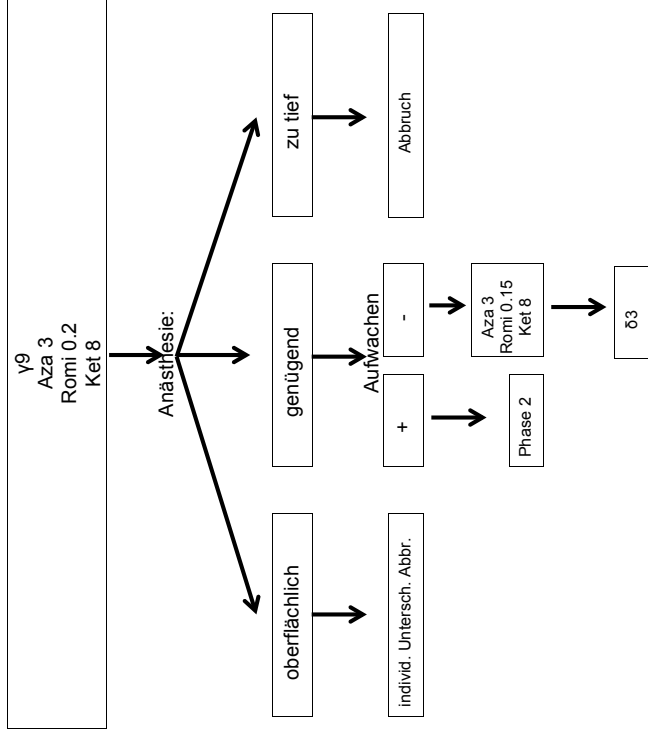 γ9
Aza 3
Romi 0.2
Ket 8
Anästhesie:
oberflächlich
genügend
zu tief
individ. Untersch. Abbr.
Aufwachen
Abbruch
+
-
Phase 2
Aza 3
Romi 0.15
Ket 8
δ3